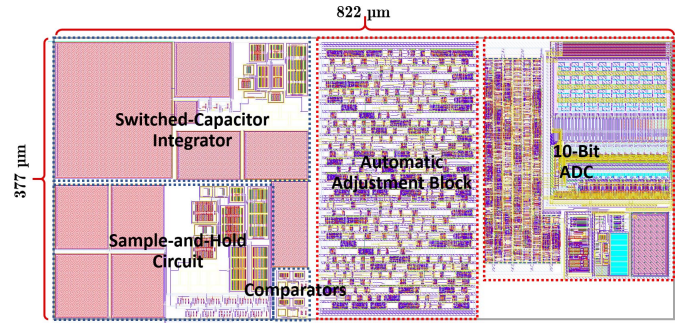 822 µm
377 µm
Switched-Capacitor
Integrator
Automatic
Adjustment Block
10-Bit
ADC
Sample-and-Hold
Circuit
Comparators